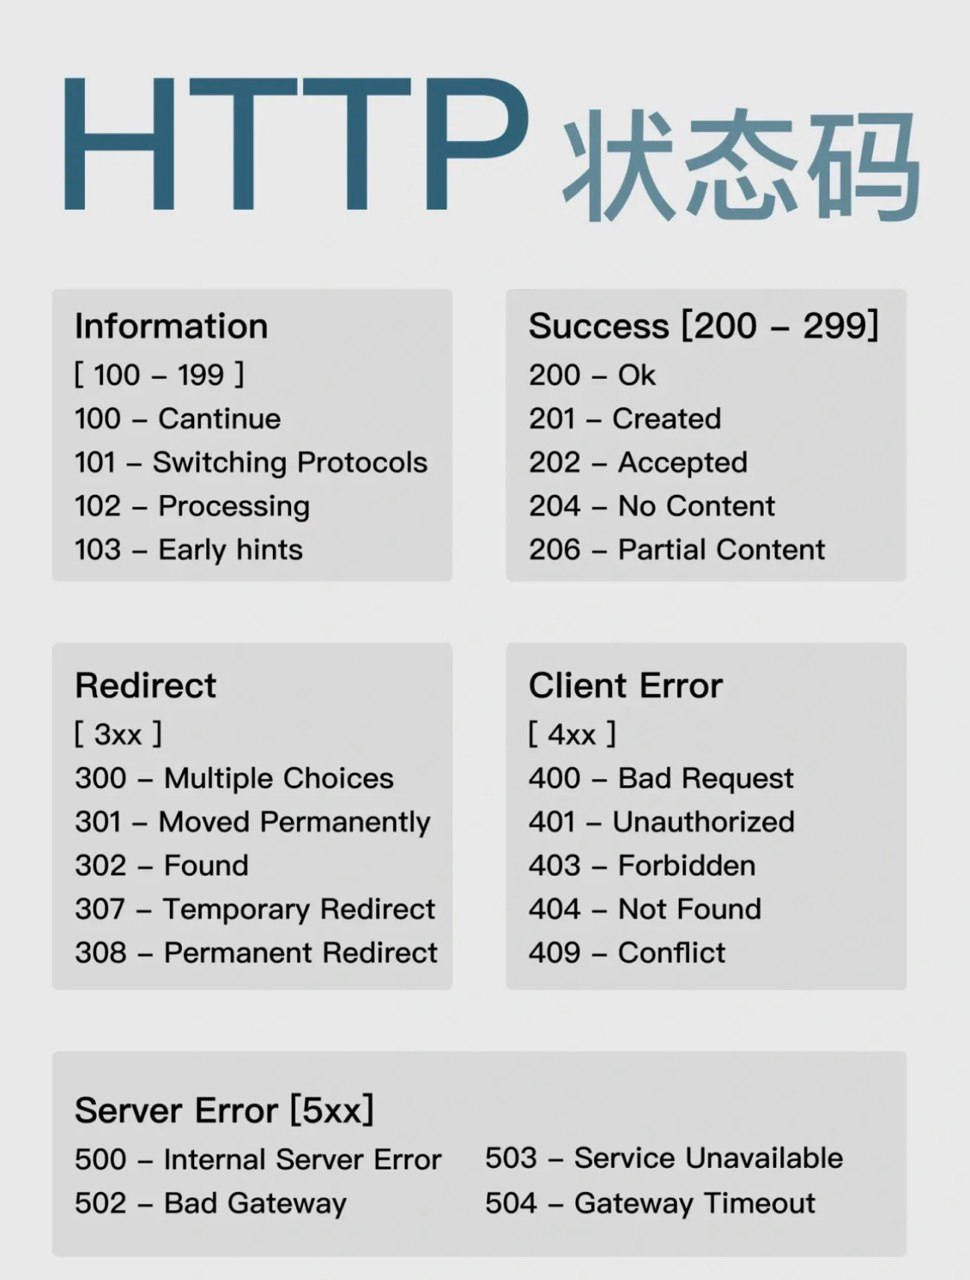 HTTP 状态码
Information
[ 100 – 199 ]
100 – Cantinue
101 – Switching Protocols
102 – Processing
103 – Early hints
Success [200 – 299]
200 – Ok
201 – Created
202 – Accepted
204 – No Content
206 – Partial Content
Redirect
[ 3xx ]
300 – Multiple Choices
301 – Moved Permanently
302 – Found
307 – Temporary Redirect
308 – Permanent Redirect
Client Error
[ 4xx ]
400 – Bad Request
401 – Unauthorized
403 – Forbidden
404 – Not Found
409 – Conflict
Server Error [5xx]
500 – Internal Server Error
502 – Bad Gateway
503 – Service Unavailable
504 – Gateway Timeout